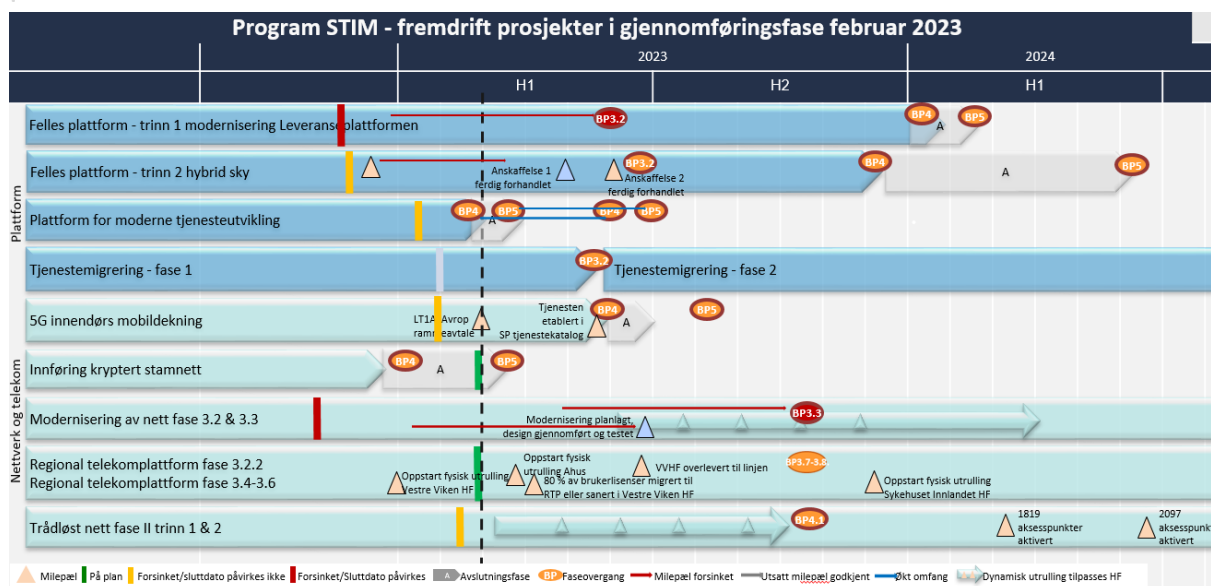 Program STIM - fremdrift prosjekter i gjennomføringsfase februar 2023
2023
2024
H1
H2
H1
Plattform
Felles plattform - trinn 1 modernisering Leveranseplattformen
BP3.2
BP4
A
BP5
Felles plattform - trinn 2 hybrid sky
Anskaffelse 1
ferdig forhandlet
BP3.2
Anskaffelse 2
ferdig forhandlet
BP4
A
BP5
Plattform for moderne tjenesteutvikling
BP4
A
BP5
BP4
BP5
Tjenestemigrering - fase 1
BP3.2
Tjenestemigrering - fase 2
Nettverk og telekom
5G innendørs mobildekning
LT1A Avrop
rammeavtale
Tjenesten
etablert i
SP tjenestekatalog
BP4
A
BP5
Innføring kryptert stamnett
BP4
A
BP5
Modernisering av nett fase 3.2 & 3.3
Modernisering planlagt,
design gjennomført og testet
BP3.3
Regional telekomplattform fase 3.2.2
Regional telekomplattform fase 3.4-3.6
Oppstart fysisk utrulling
Vestre Viken HF
Oppstart fysisk
utrulling Ahus
80 % av brukerlisenser migrert til
RTP eller sanert i Vestre Viken HF
VVHF overlevert til linjen
BP3.7-3.8
Oppstart fysisk utrulling
Sykehuset Innlandet HF
Trådløst nett fase II trinn 1 & 2
BP4.1
1819
aksesspunkter
aktivert
2097
aksesspunkt
aktivert
Milepæl
På plan
Forsinket/sluttdato påvirkes ikke
Forsinket/Sluttdato påvirkes
A Avslutningsfase
BP Faseovergang
Milepæl forsinket
Utsatt milepæl godkjent
Økt omfang
Dynamisk utrulling tilpasses HF